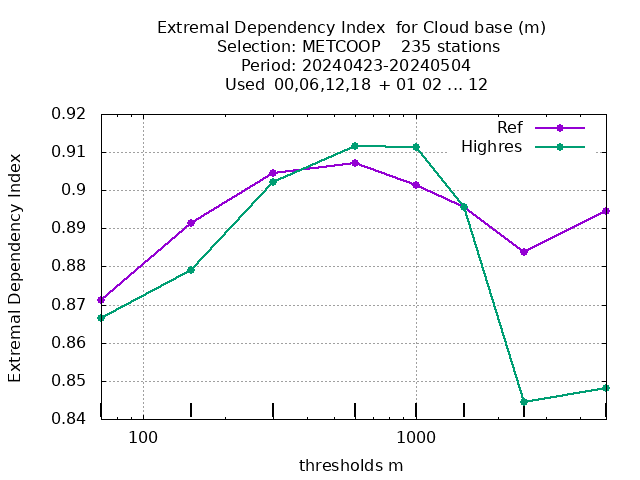 Extremal Dependency Index  for Cloud base (m)
Selection: METCOOP    235 stations
Period: 20240423-20240504
Used  00,06,12,18 + 01 02 ... 12
Extremal Dependency Index
0.92
0.91
0.9
0.89
0.88
0.87
0.86
0.85
0.84
Ref
Highres
100
1000
thresholds m